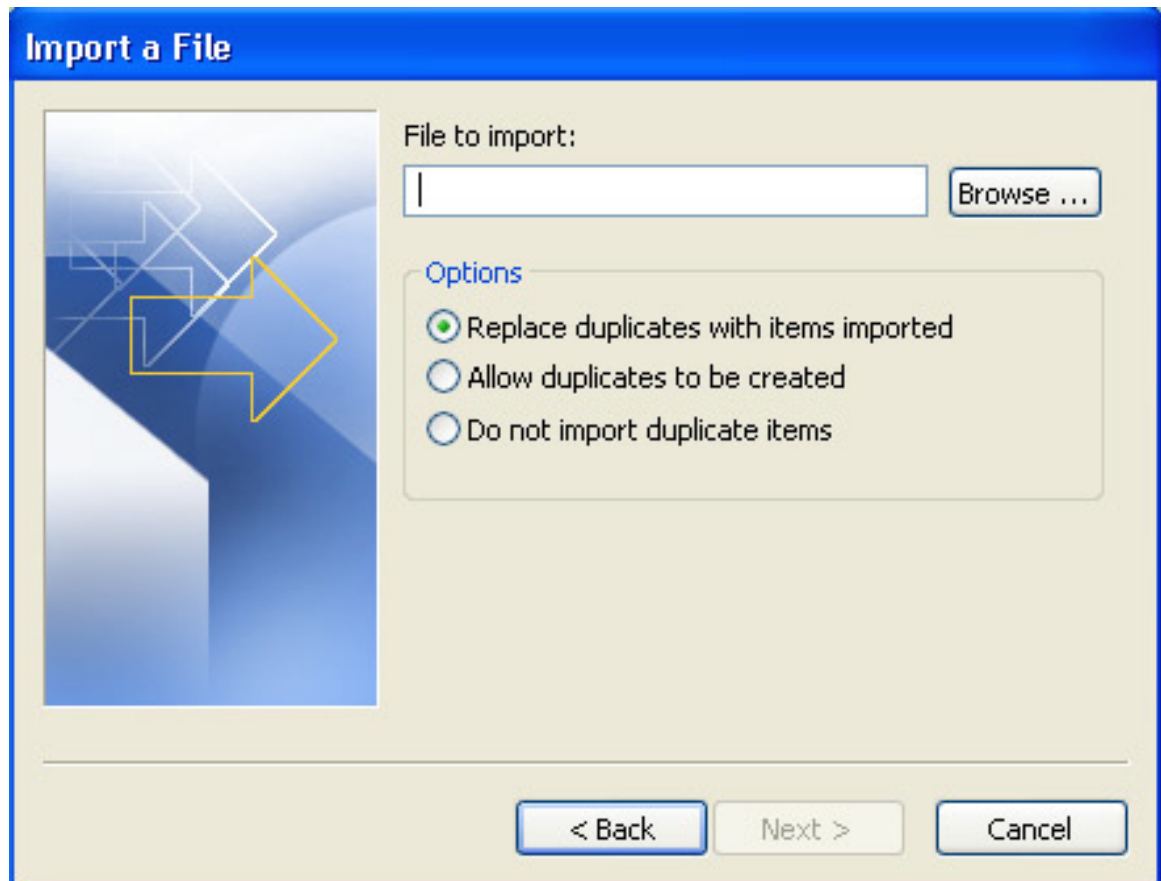 Import a File
File to import:
Browse ...
Options
Replace duplicates with items imported
Allow duplicates to be created
Do not import duplicate items
< Back Next > Cancel